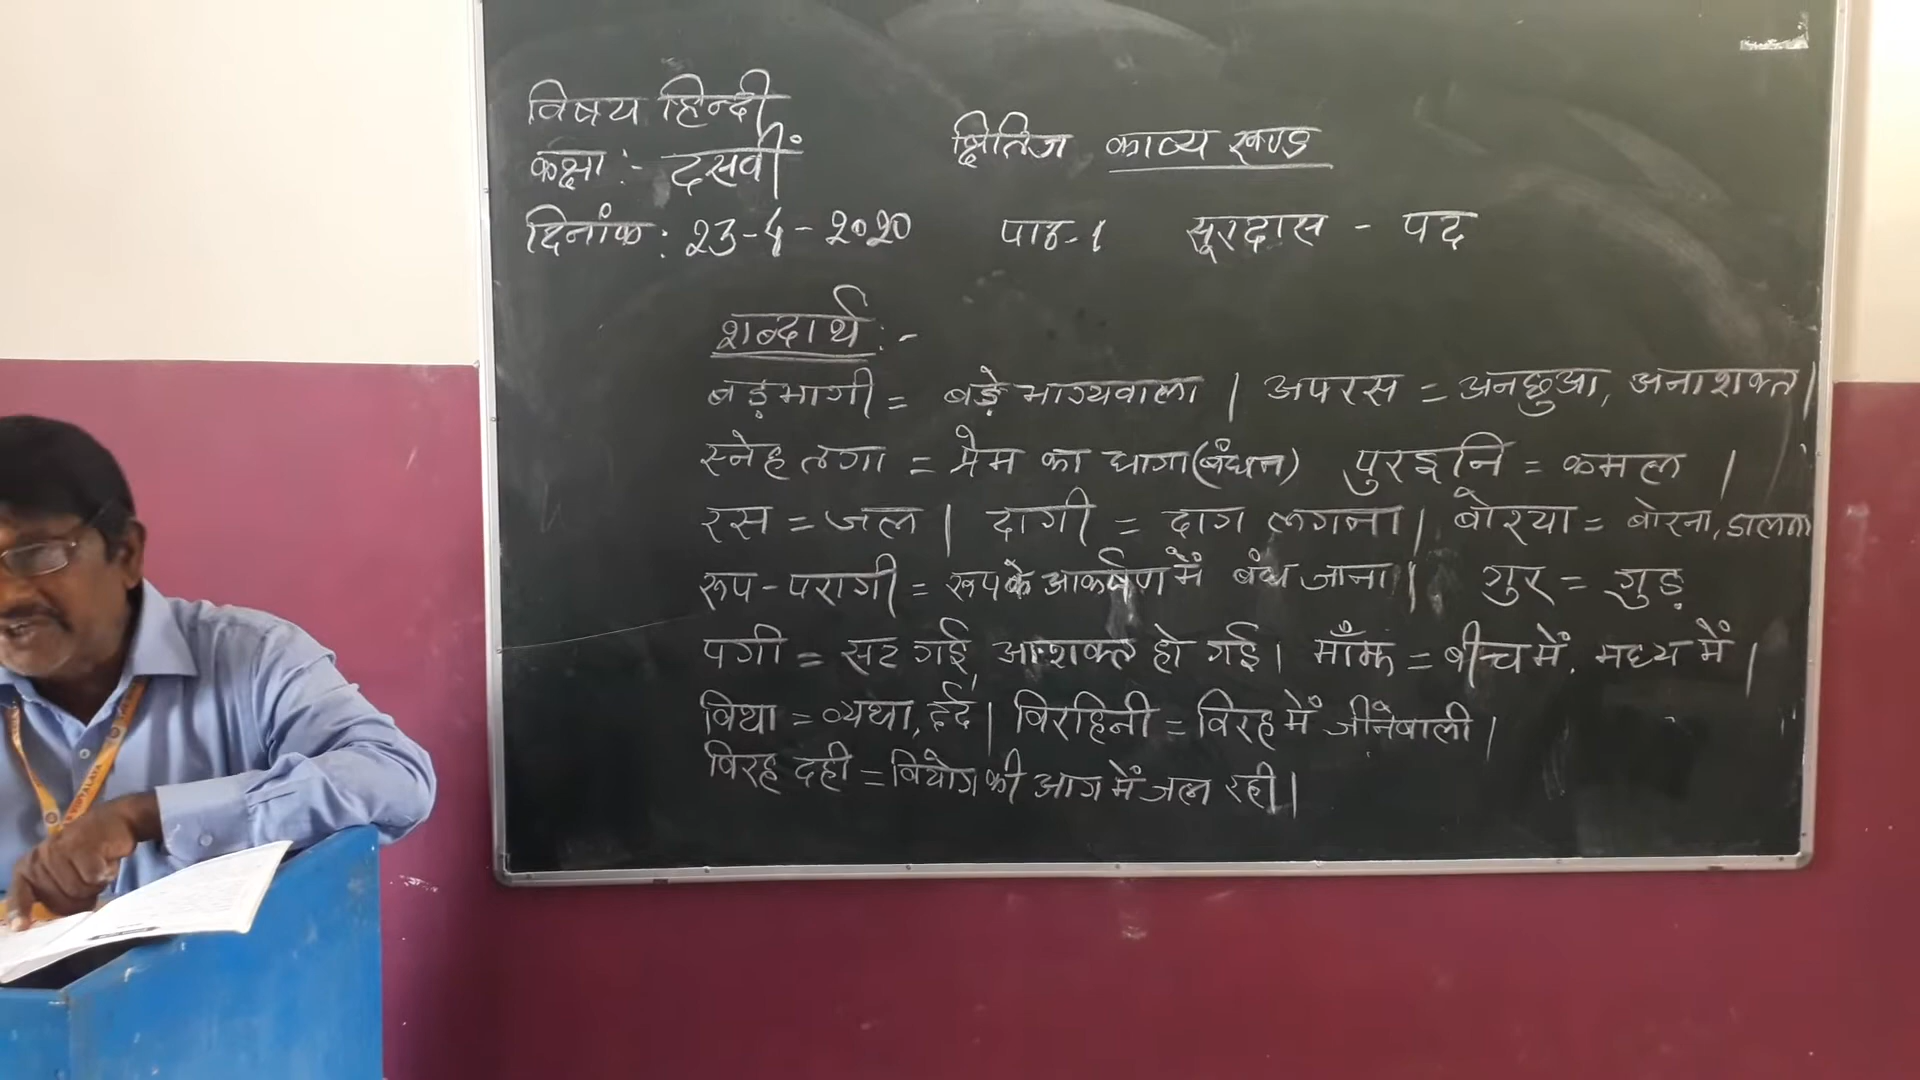 विषय हिन्दी
कक्षा :- दसवीं
क्षितिज काव्य खण्ड
दिनांक : 23-4-2020 पाठ-1 सूरदास - पद
शब्दार्थ :-
बड़भागी = बड़े भाग्यवाला | अपरस = अनछुआ, अनाशक्त |
स्नेह लगा = प्रेम का धागा (बंधन) पुरइनि = कमल |
रस = जल | दागी = दाग लगना | बोरया = बोरना, डालना
रूप-परागी = रूप के आकर्षण में बंध जाना | गुर = गुड़
पगी = सट गई, आशक्त हो गई | माँझ = बीच में, मध्य में |
विथा = व्यथा, दर्द | विरहिनी = विरह में जीनेवाली |
विरह दही = वियोग की आग में जल रही |